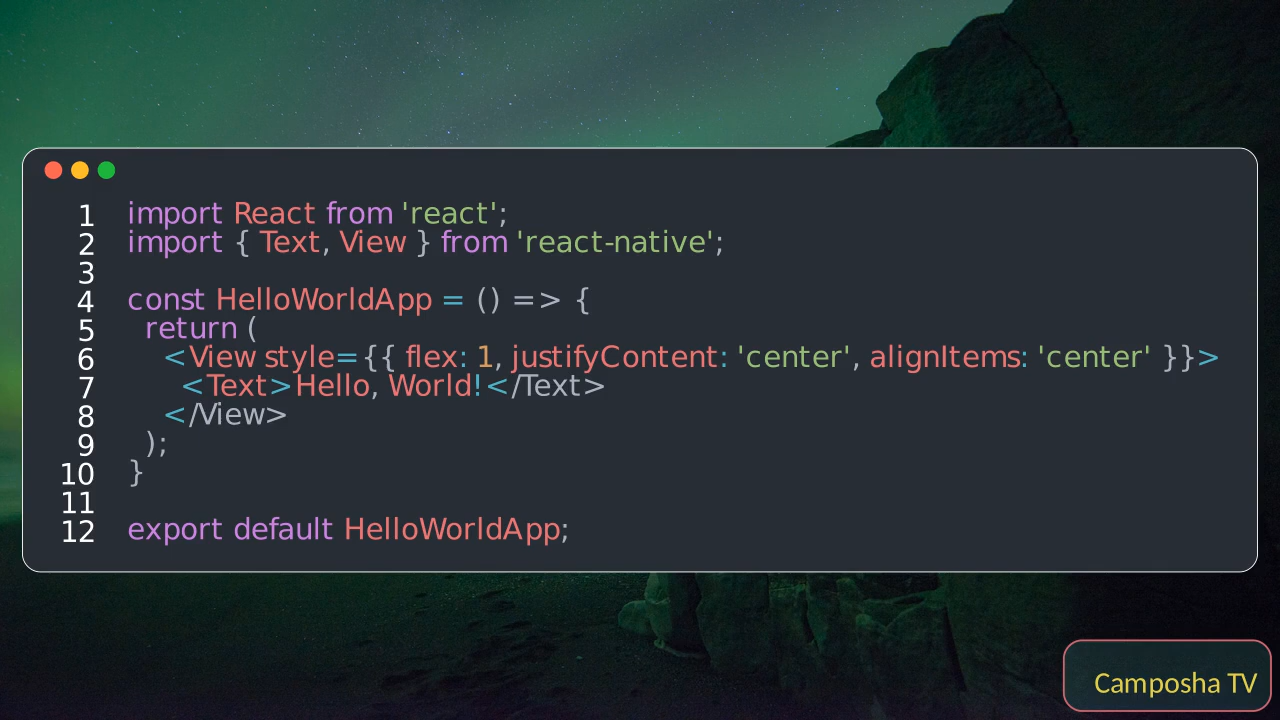 1 import React from 'react';
2 import { Text, View } from 'react-native';
3
4 const HelloWorldApp = () => {
5   return (
6     <View style={{ flex: 1, justifyContent: 'center', alignItems: 'center' }}>
7       <Text>Hello, World!</Text>
8     </View>
9   );
10 }
11
12 export default HelloWorldApp;
Camposha TV